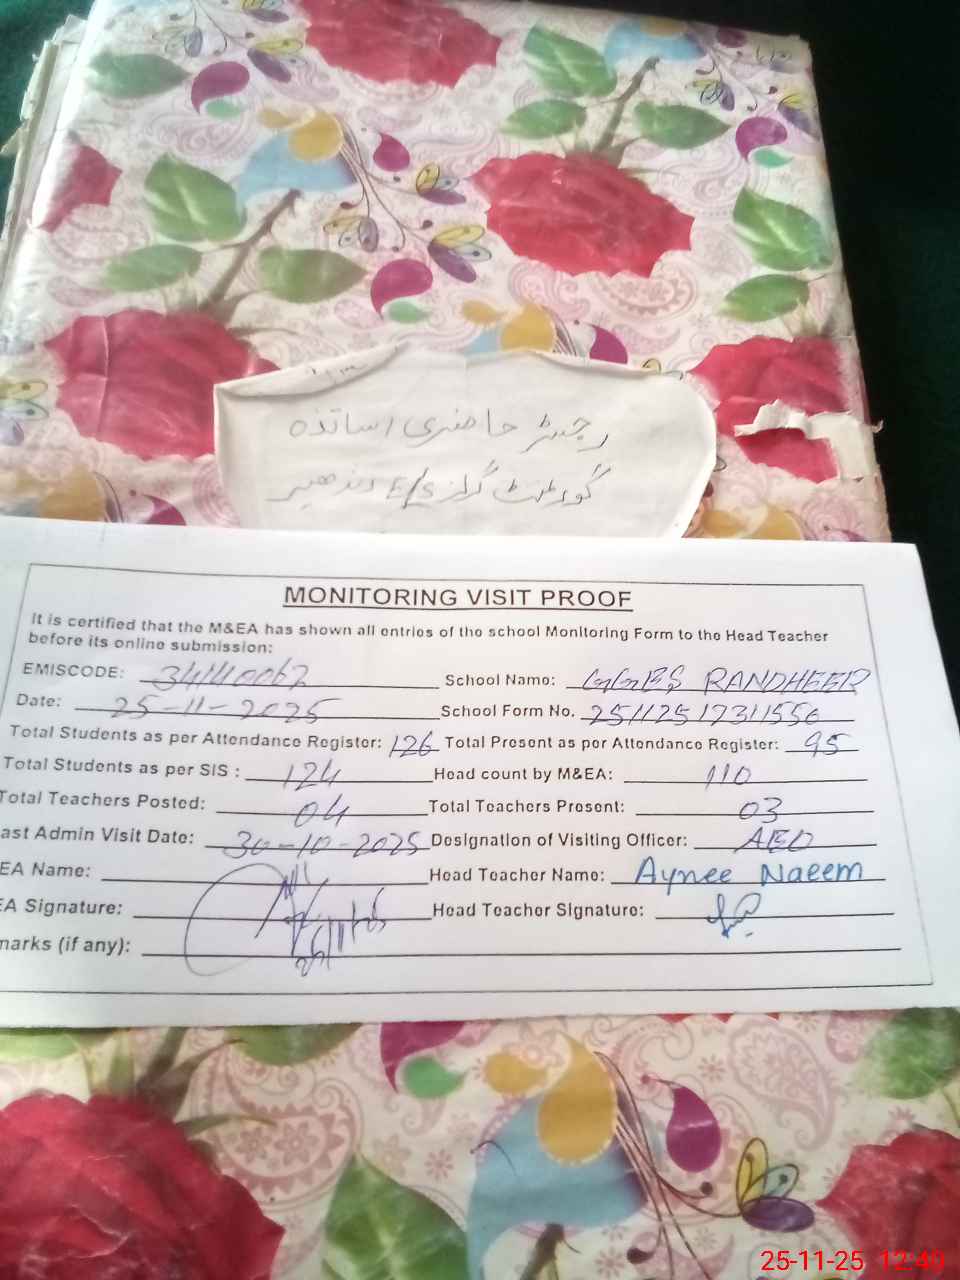 رجسٹر حاضری اساتذہ
گورنمنٹ گرلز E/S رندھیر
MONITORING VISIT PROOF
It is certified that the M&EA has shown all entries of the school Monitoring Form to the Head Teacher
before its online submission:
EMISCODE: 34140062 School Name: GGES RANDHEER
Date: 25-11-2025 School Form No. 25112517311556
Total Students as per Attendance Register: 126 Total Present as per Attendance Register: 95
Total Students as per SIS : 124 Head count by M&EA: 110
Total Teachers Posted: 04 Total Teachers Present: 03
ast Admin Visit Date: 30-10-2025 Designation of Visiting Officer: AEO
EA Name: Head Teacher Name: Aynee Naeem
EA Signature: Head Teacher Signature:
narks (if any):
25-11-25 12:49